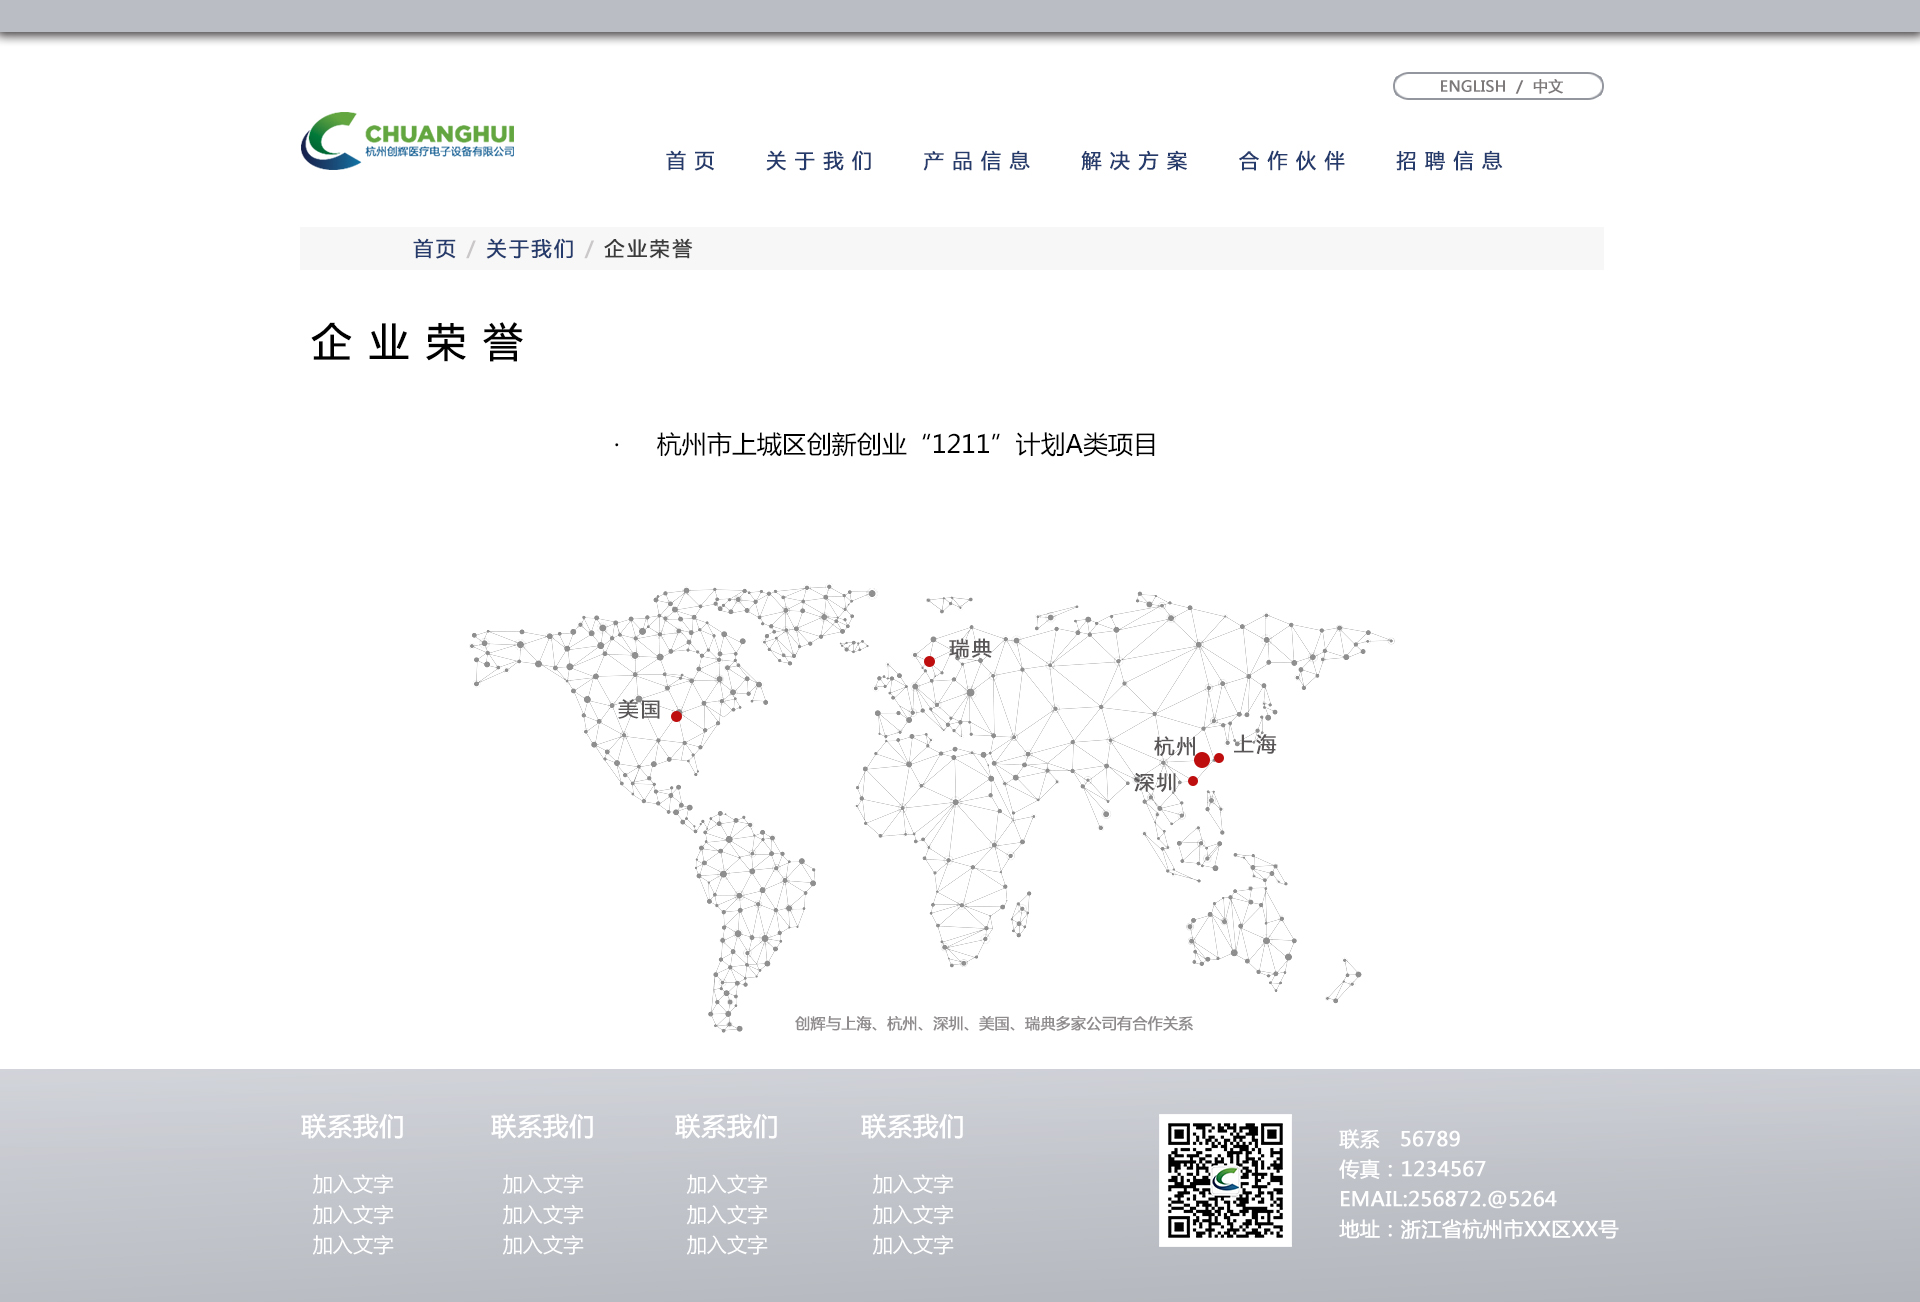 ENGLISH / 中文
CHUANGHUI
杭州创辉医疗电子设备有限公司
首页 关于我们 产品信息 解决方案 合作伙伴 招聘信息
首页 / 关于我们 / 企业荣誉
企业荣誉
· 杭州市上城区创新创业“1211”计划A类项目
瑞典
美国
杭州
上海
深圳
创辉与上海、杭州、深圳、美国、瑞典多家公司有合作关系
联系我们 联系我们 联系我们 联系我们
加入文字 加入文字 加入文字 加入文字
加入文字 加入文字 加入文字 加入文字
加入文字 加入文字 加入文字 加入文字
联系 56789
传真：1234567
EMAIL:256872.@5264
地址：浙江省杭州市XX区XX号